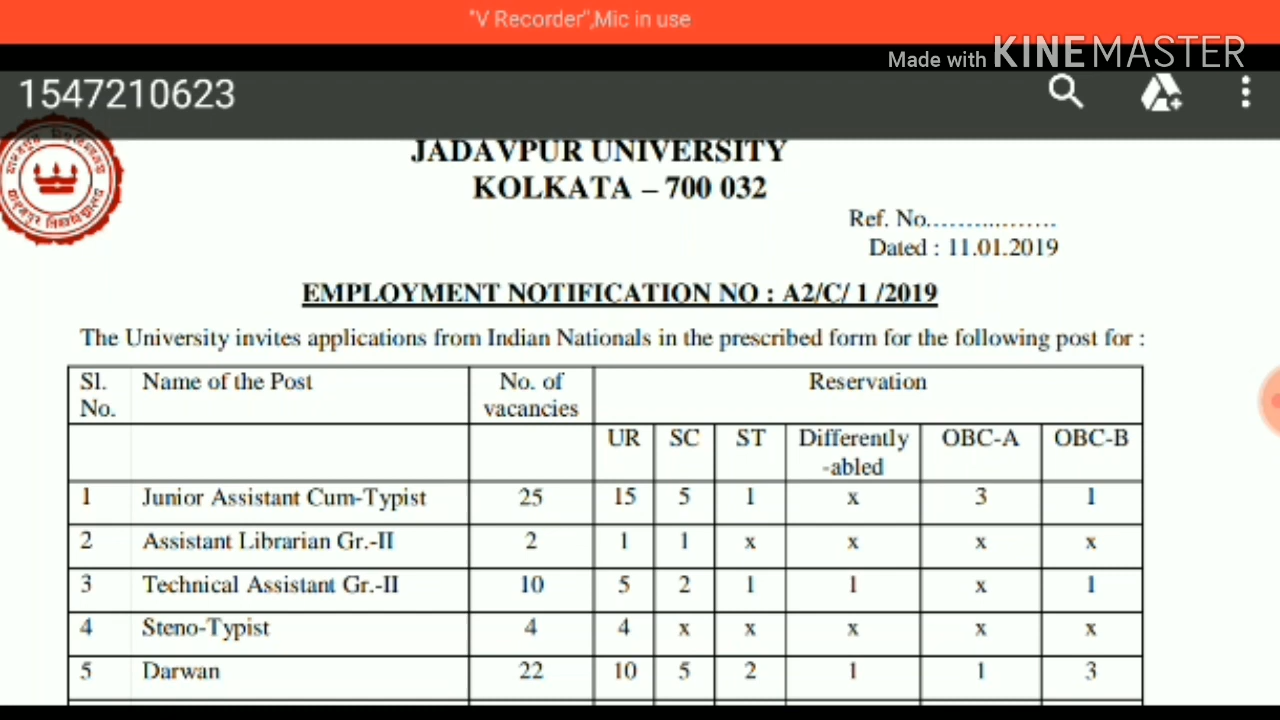 "V Recorder",Mic in use
Made with KINEMASTER
1547210623
JADAVPUR UNIVERSITY
KOLKATA – 700 032
Ref. No....................
Dated : 11.01.2019
EMPLOYMENT NOTIFICATION NO : A2/C/ 1 /2019
The University invites applications from Indian Nationals in the prescribed form for the following post for :
Sl. No. Name of the Post No. of vacancies Reservation
UR SC ST Differently -abled OBC-A OBC-B
1 Junior Assistant Cum-Typist 25 15 5 1 x 3 1
2 Assistant Librarian Gr.-II 2 1 1 x x x x
3 Technical Assistant Gr.-II 10 5 2 1 1 x 1
4 Steno-Typist 4 4 x x x x x
5 Darwan 22 10 5 2 1 1 3